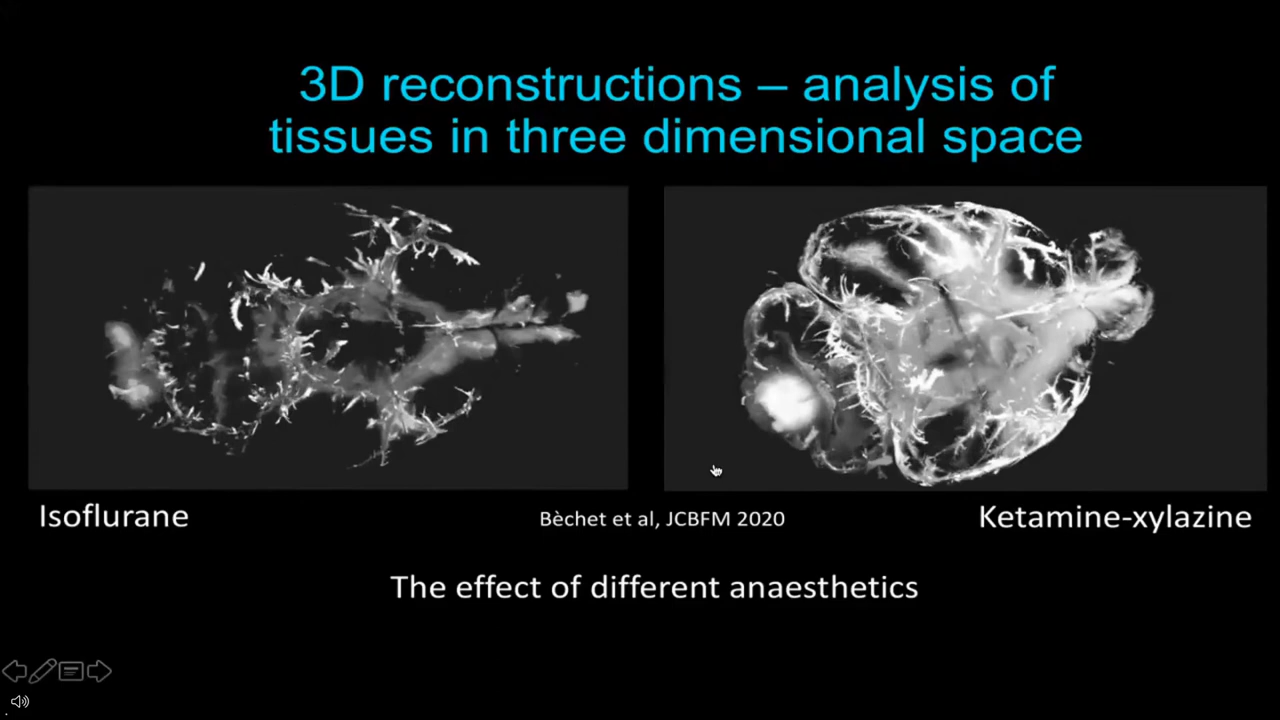 3D reconstructions – analysis of
tissues in three dimensional space
Isoflurane
Bèchet et al, JCBFM 2020
Ketamine-xylazine
The effect of different anaesthetics